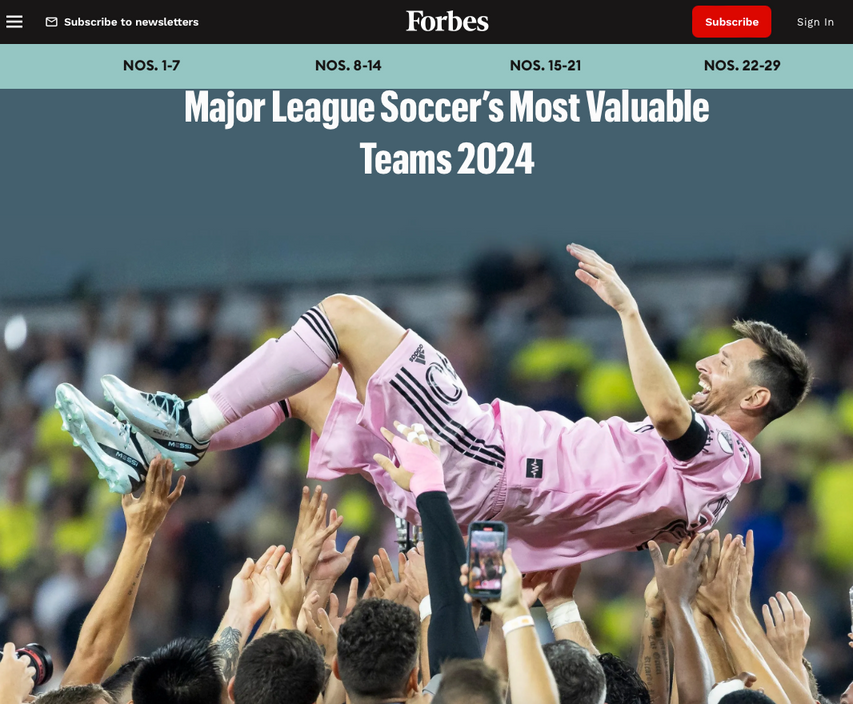 Subscribe to newsletters
Forbes
Subscribe
Sign In
NOS. 1-7
NOS. 8-14
NOS. 15-21
NOS. 22-29
Major League Soccer's Most Valuable
Teams 2024
MESSI
MESSI